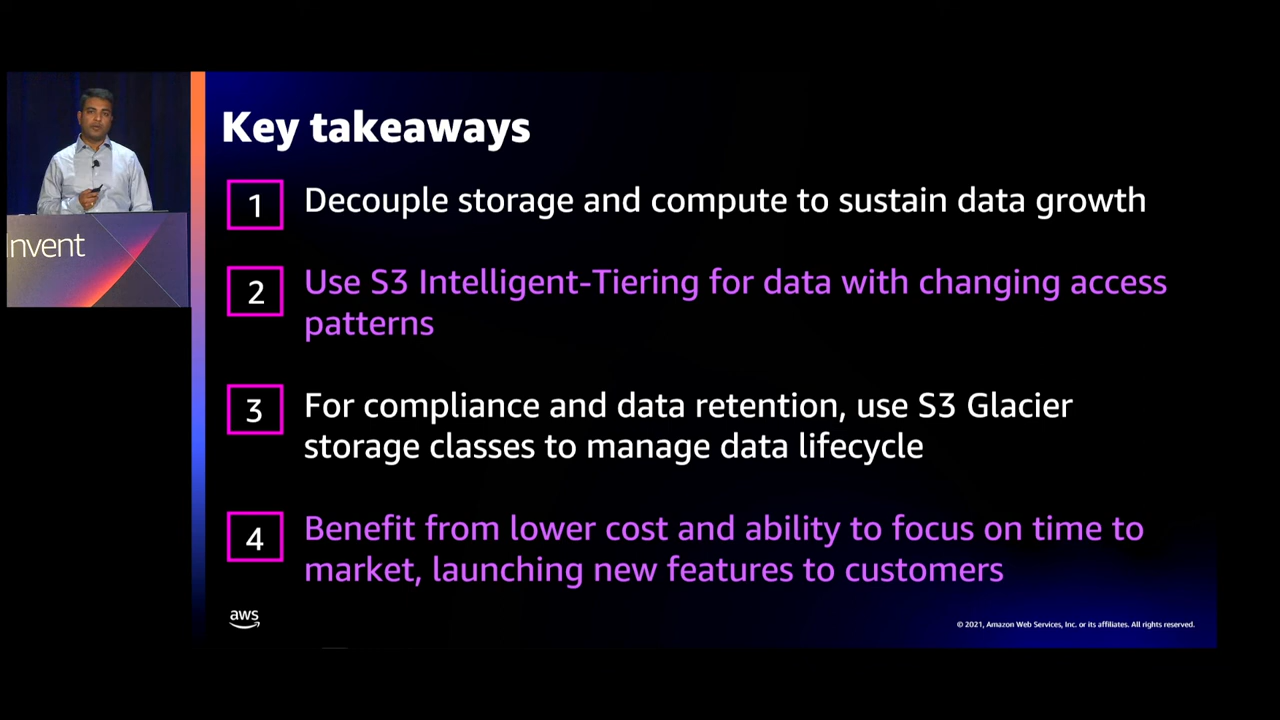 Key takeaways
1
Decouple storage and compute to sustain data growth
2
Use S3 Intelligent-Tiering for data with changing access
patterns
3
For compliance and data retention, use S3 Glacier
storage classes to manage data lifecycle
4
Benefit from lower cost and ability to focus on time to
market, launching new features to customers
aws
© 2021, Amazon Web Services, Inc. or its affiliates. All rights reserved.
nvent